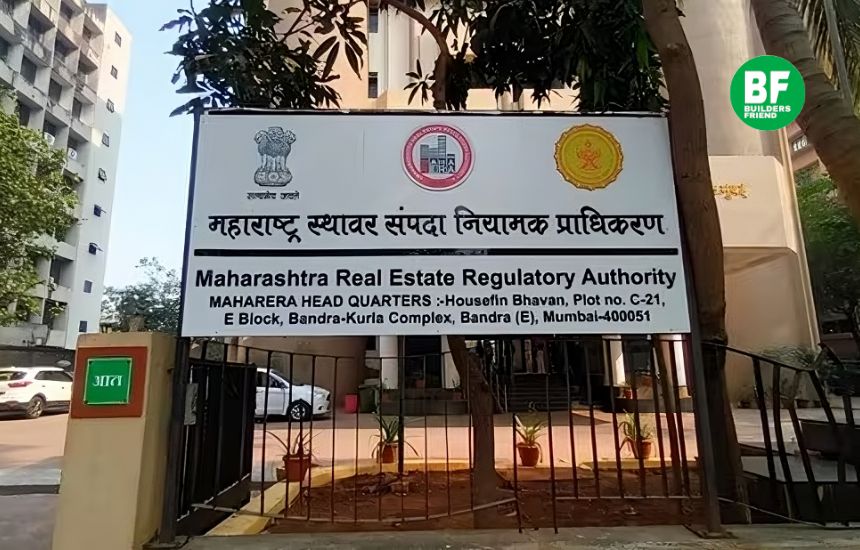 BF
BUILDERS
FRIEND
सत्यमेव जयते
महाराष्ट्र स्थावर संपदा नियामक प्राधिकरण
Maharashtra Real Estate Regulatory Authority
MAHARERA HEAD QUARTERS :-Housefin Bhavan, Plot no. C-21,
E Block, Bandra-Kurla Complex, Bandra (E), Mumbai-400051
आत